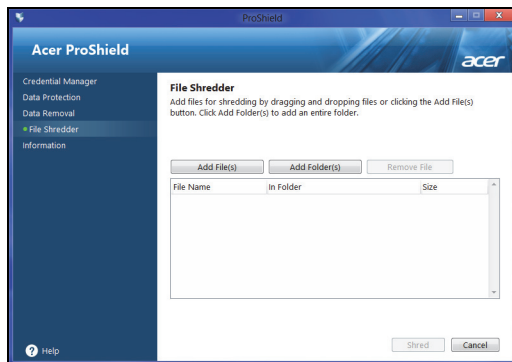 ProShield
Acer ProShield
acer
Credential Manager
Data Protection
Data Removal
File Shredder
Information
File Shredder
Add files for shredding by dragging and dropping files or clicking the Add File(s)
button. Click Add Folder(s) to add an entire folder.
Add File(s) Add Folder(s) Remove File
File Name In Folder Size
Shred Cancel
? Help